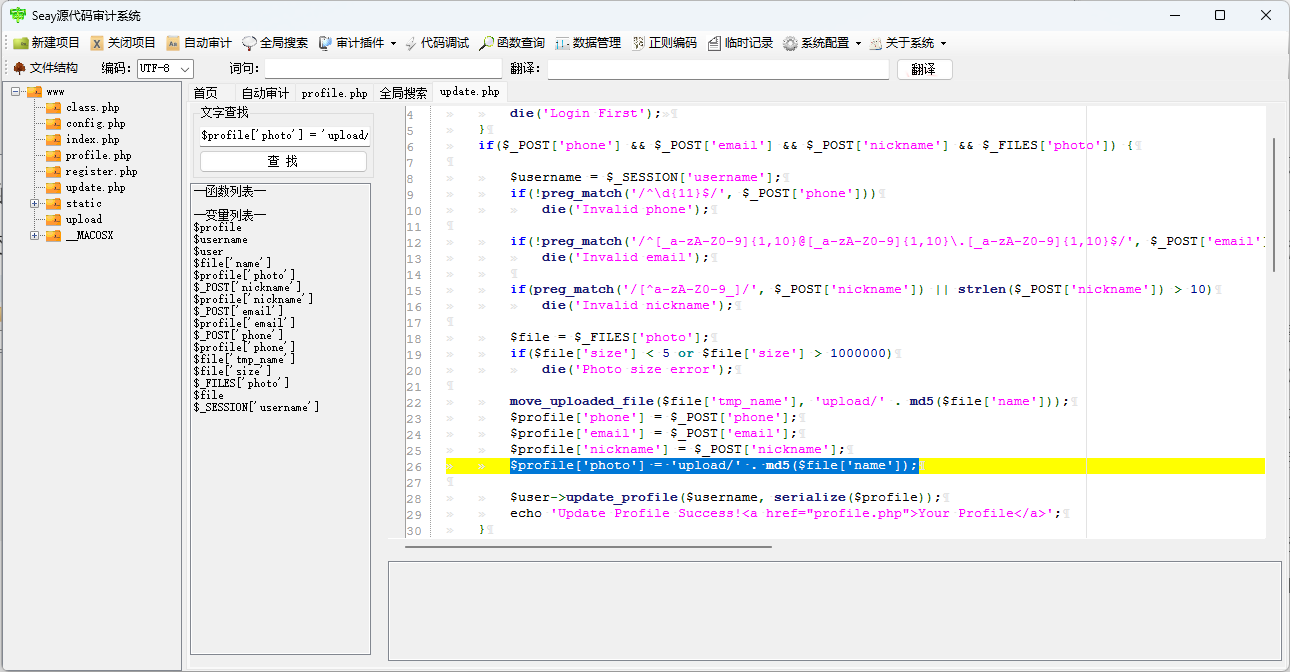 Seay源代码审计系统
新建项目 关闭项目 自动审计 全局搜索 审计插件 代码调试 函数查询 数据管理 正则编码 临时记录 系统配置 关于系统
文件结构 编码: UTF-8 词句: 翻译: 翻译
www
class.php
config.php
index.php
profile.php
register.php
update.php
static
upload
__MACOSX
首页 自动审计 profile.php 全局搜索 update.php
文字查找
$profile['photo'] = 'upload/
查 找
—函数列表—
—变量列表—
$profile
$username
$user
$file['name']
$profile['photo']
$_POST['nickname']
$profile['nickname']
$_POST['email']
$profile['email']
$_POST['phone']
$profile['phone']
$file['tmp_name']
$file['size']
$_FILES['photo']
$file
$_SESSION['username']
4 die('Login First');
5 }
6 if($_POST['phone'] && $_POST['email'] && $_POST['nickname'] && $_FILES['photo']) {
7
8 $username = $_SESSION['username'];
9 if(!preg_match('/^\d{11}$/', $_POST['phone']))
10 die('Invalid phone');
11
12 if(!preg_match('/^[_a-zA-Z0-9]{1,10}@[_a-zA-Z0-9]{1,10}\.[_a-zA-Z0-9]{1,10}$/', $_POST['email']
13 die('Invalid email');
14
15 if(preg_match('/[^a-zA-Z0-9_]/', $_POST['nickname']) || strlen($_POST['nickname']) > 10)
16 die('Invalid nickname');
17
18 $file = $_FILES['photo'];
19 if($file['size'] < 5 or $file['size'] > 1000000)
20 die('Photo size error');
21
22 move_uploaded_file($file['tmp_name'], 'upload/' . md5($file['name']));
23 $profile['phone'] = $_POST['phone'];
24 $profile['email'] = $_POST['email'];
25 $profile['nickname'] = $_POST['nickname'];
26 $profile['photo'] = 'upload/' . md5($file['name']);
27
28 $user->update_profile($username, serialize($profile));
29 echo 'Update Profile Success!<a href="profile.php">Your Profile</a>';
30 }